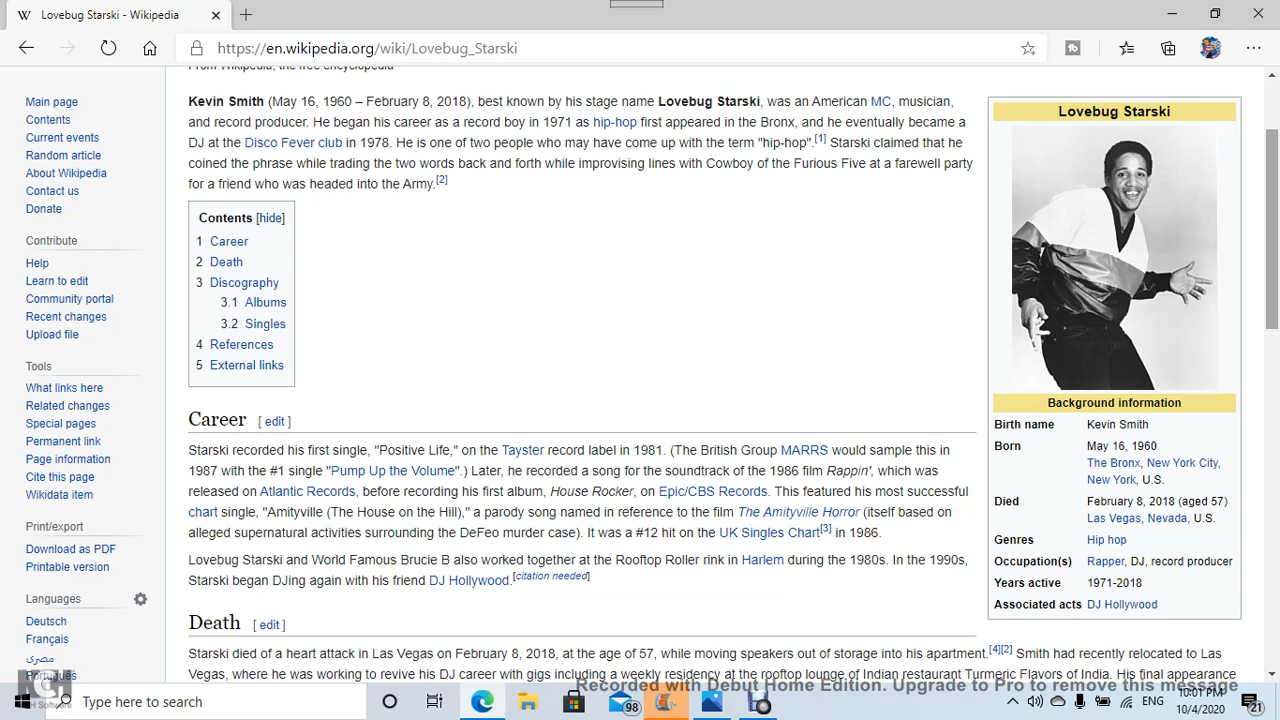 Lovebug Starski - Wikipedia
https://en.wikipedia.org/wiki/Lovebug_Starski
From Wikipedia, the free encyclopedia
Main page
Contents
Current events
Random article
About Wikipedia
Contact us
Donate
Contribute
Help
Learn to edit
Community portal
Recent changes
Upload file
Tools
What links here
Related changes
Special pages
Permanent link
Page information
Cite this page
Wikidata item
Print/export
Download as PDF
Printable version
Languages
Deutsch
Français
مصرى
Português
Kevin Smith (May 16, 1960 – February 8, 2018), best known by his stage name Lovebug Starski, was an American MC, musician,
and record producer. He began his career as a record boy in 1971 as hip-hop first appeared in the Bronx, and he eventually became a
DJ at the Disco Fever club in 1978. He is one of two people who may have come up with the term "hip-hop".[1] Starski claimed that he
coined the phrase while trading the two words back and forth while improvising lines with Cowboy of the Furious Five at a farewell party
for a friend who was headed into the Army.[2]
Contents [hide]
1 Career
2 Death
3 Discography
3.1 Albums
3.2 Singles
4 References
5 External links
Career [ edit ]
Starski recorded his first single, "Positive Life," on the Tayster record label in 1981. (The British Group MARRS would sample this in
1987 with the #1 single "Pump Up the Volume".) Later, he recorded a song for the soundtrack of the 1986 film Rappin', which was
released on Atlantic Records, before recording his first album, House Rocker, on Epic/CBS Records. This featured his most successful
chart single, "Amityville (The House on the Hill)," a parody song named in reference to the film The Amityville Horror (itself based on
alleged supernatural activities surrounding the DeFeo murder case). It was a #12 hit on the UK Singles Chart[3] in 1986.
Lovebug Starski and World Famous Brucie B also worked together at the Rooftop Roller rink in Harlem during the 1980s. In the 1990s,
Starski began DJing again with his friend DJ Hollywood.[citation needed]
Death [ edit ]
Starski died of a heart attack in Las Vegas on February 8, 2018, at the age of 57, while moving speakers out of storage into his apartment.[4][2] Smith had recently relocated to Las
Vegas, where he was working to revive his DJ career with gigs including a weekly residency at the rooftop lounge of Indian restaurant Turmeric Flavors of India. His final appearance
Lovebug Starski
Background information
Birth name Kevin Smith
Born May 16, 1960
The Bronx, New York City,
New York, U.S.
Died February 8, 2018 (aged 57)
Las Vegas, Nevada, U.S.
Genres Hip hop
Occupation(s) Rapper, DJ, record producer
Years active 1971-2018
Associated acts DJ Hollywood
Recorded with Debut Home Edition. Upgrade to Pro to remove this message
NCH Software
Type here to search
98
ENG
10:01 PM
10/4/2020
21